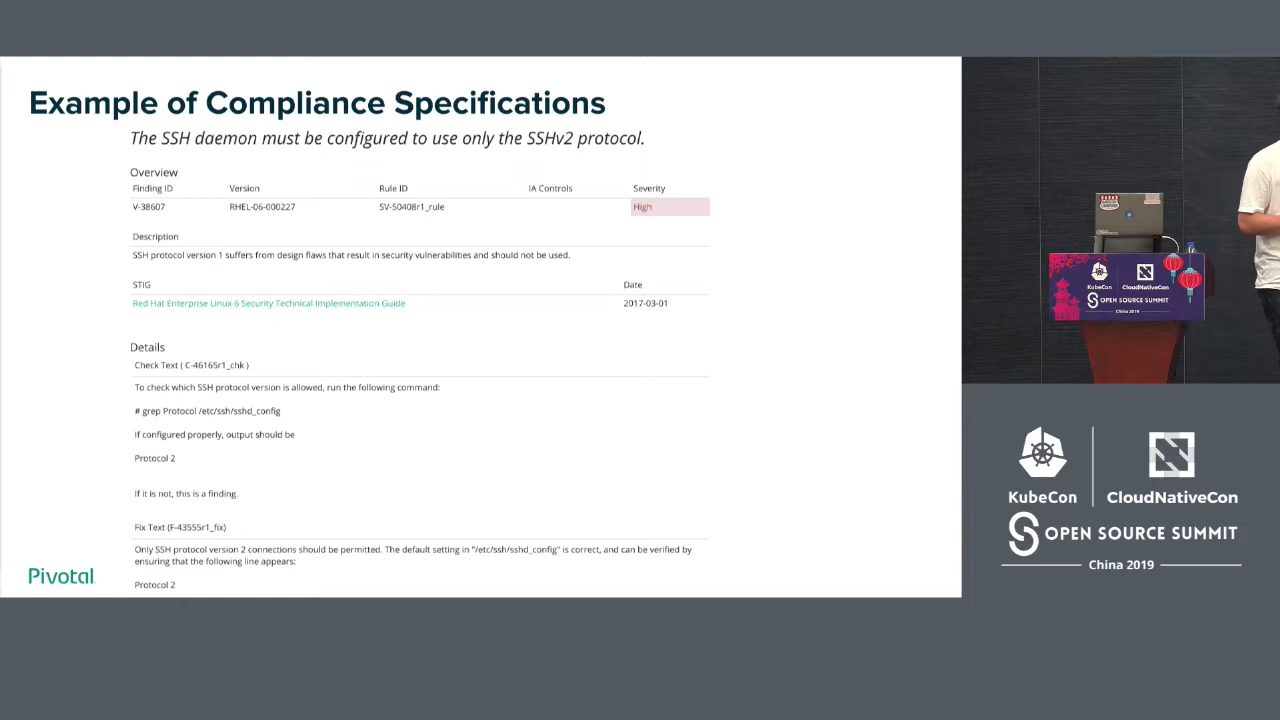 Example of Compliance Specifications
The SSH daemon must be configured to use only the SSHv2 protocol.
Overview
Finding ID Version Rule ID IA Controls Severity
V-38607 RHEL-06-000227 SV-50408r1_rule High
Description
SSH protocol version 1 suffers from design flaws that result in security vulnerabilities and should not be used.
STIG Date
Red Hat Enterprise Linux 6 Security Technical Implementation Guide 2017-03-01
Details
Check Text ( C-46165r1_chk )
To check which SSH protocol version is allowed, run the following command:
# grep Protocol /etc/ssh/sshd_config
If configured properly, output should be
Protocol 2
If it is not, this is a finding.
Fix Text (F-43555r1_fix)
Only SSH protocol version 2 connections should be permitted. The default setting in "/etc/ssh/sshd_config" is correct, and can be verified by
ensuring that the following line appears:
Protocol 2
Pivotal
KubeCon CloudNativeCon
OPEN SOURCE SUMMIT
China 2019
KubeCon CloudNativeCon
OPEN SOURCE SUMMIT
China 2019